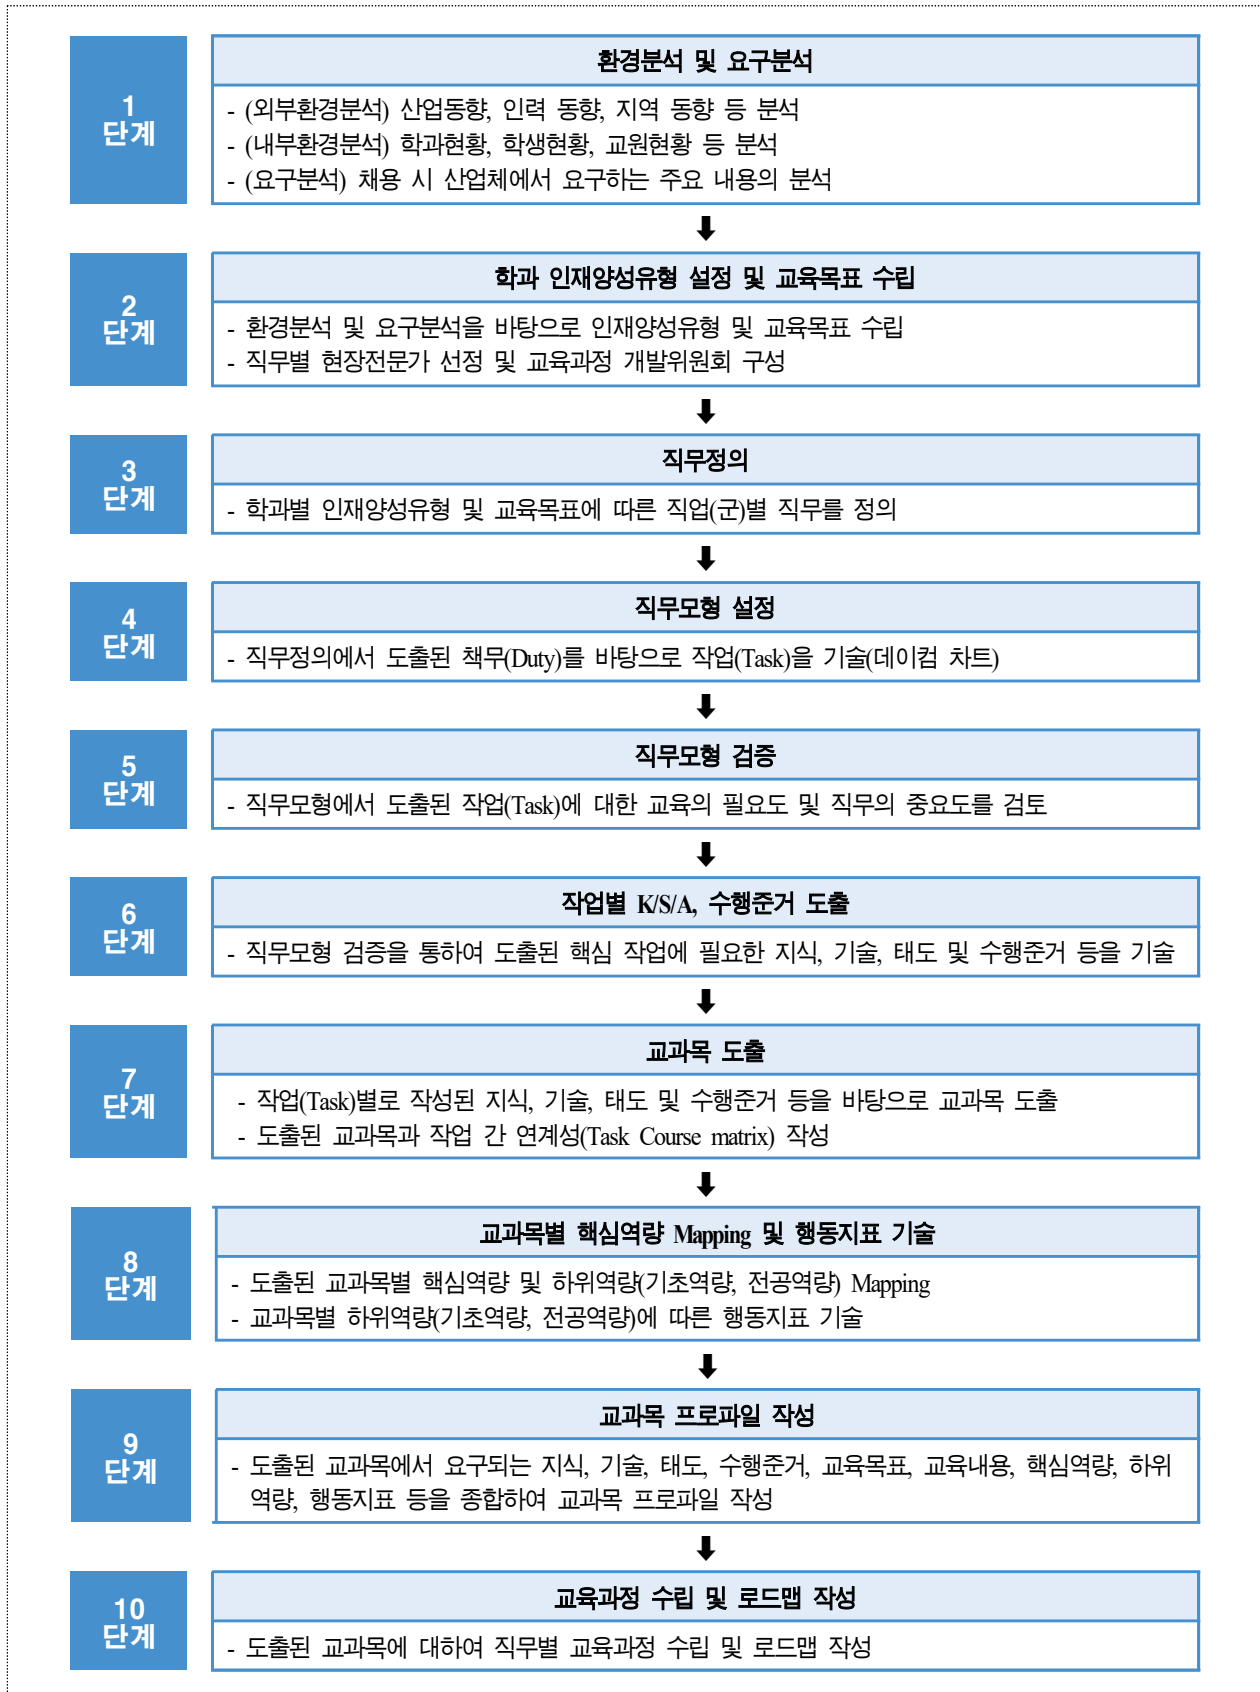 1
단계
환경분석 및 요구분석
- (외부환경분석) 산업동향, 인력 동향, 지역 동향 등 분석
- (내부환경분석) 학과현황, 학생현황, 교원현황 등 분석
- (요구분석) 채용 시 산업체에서 요구하는 주요 내용의 분석
2
단계
학과 인재양성유형 설정 및 교육목표 수립
- 환경분석 및 요구분석을 바탕으로 인재양성유형 및 교육목표 수립
- 직무별 현장전문가 선정 및 교육과정 개발위원회 구성
3
단계
직무정의
- 학과별 인재양성유형 및 교육목표에 따른 직업(군)별 직무를 정의
4
단계
직무모형 설정
- 직무정의에서 도출된 책무(Duty)를 바탕으로 작업(Task)을 기술(데이컴 차트)
5
단계
직무모형 검증
- 직무모형에서 도출된 작업(Task)에 대한 교육의 필요도 및 직무의 중요도를 검토
6
단계
작업별 K/S/A, 수행준거 도출
- 직무모형 검증을 통하여 도출된 핵심 작업에 필요한 지식, 기술, 태도 및 수행준거 등을 기술
7
단계
교과목 도출
- 작업(Task)별로 작성된 지식, 기술, 태도 및 수행준거 등을 바탕으로 교과목 도출
- 도출된 교과목과 작업 간 연계성(Task Course matrix) 작성
8
단계
교과목별 핵심역량 Mapping 및 행동지표 기술
- 도출된 교과목별 핵심역량 및 하위역량(기초역량, 전공역량) Mapping
- 교과목별 하위역량(기초역량, 전공역량)에 따른 행동지표 기술
9
단계
교과목 프로파일 작성
- 도출된 교과목에서 요구되는 지식, 기술, 태도, 수행준거, 교육목표, 교육내용, 핵심역량, 하위
역량, 행동지표 등을 종합하여 교과목 프로파일 작성
10
단계
교육과정 수립 및 로드맵 작성
- 도출된 교과목에 대하여 직무별 교육과정 수립 및 로드맵 작성